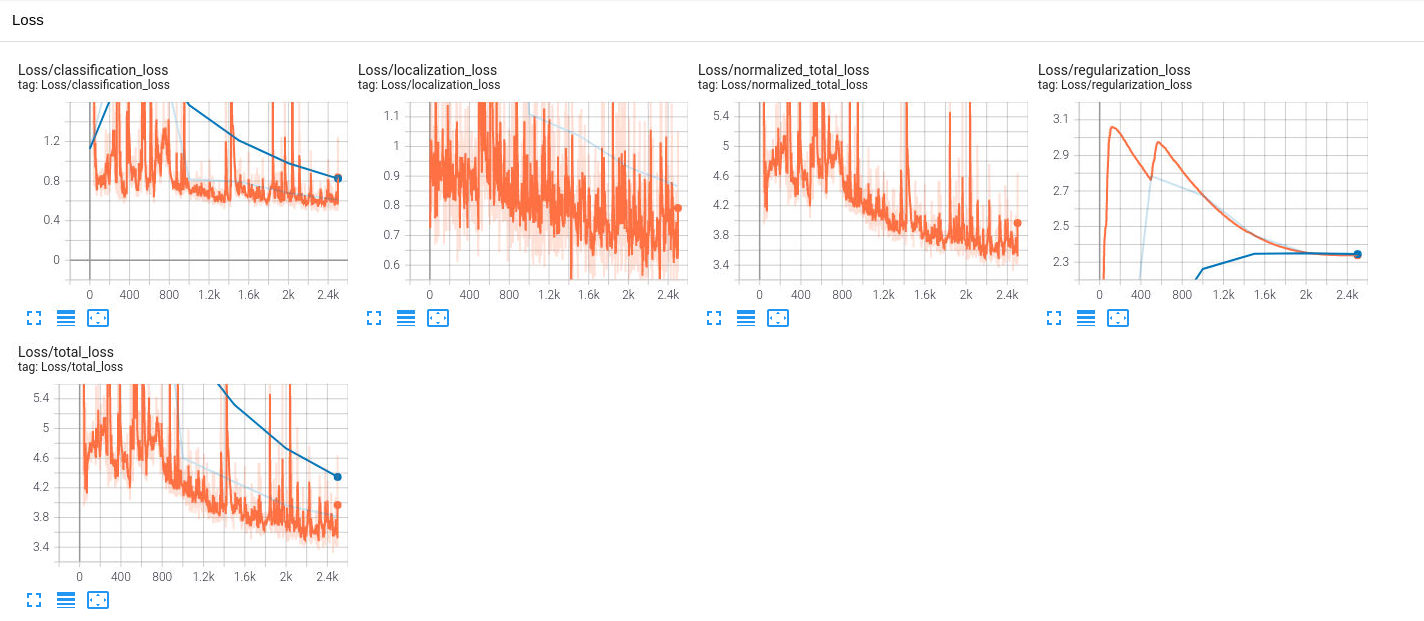 Loss
Loss/classification_loss
tag: Loss/classification_loss
1.2
0.8
0.4
0
0 400 800 1.2k 1.6k 2k 2.4k
Loss/localization_loss
tag: Loss/localization_loss
1.1
1
0.9
0.8
0.7
0.6
0 400 800 1.2k 1.6k 2k 2.4k
Loss/normalized_total_loss
tag: Loss/normalized_total_loss
5.4
5
4.6
4.2
3.8
3.4
0 400 800 1.2k 1.6k 2k 2.4k
Loss/regularization_loss
tag: Loss/regularization_loss
3.1
2.9
2.7
2.5
2.3
0 400 800 1.2k 1.6k 2k 2.4k
Loss/total_loss
tag: Loss/total_loss
5.4
5
4.6
4.2
3.8
3.4
0 400 800 1.2k 1.6k 2k 2.4k